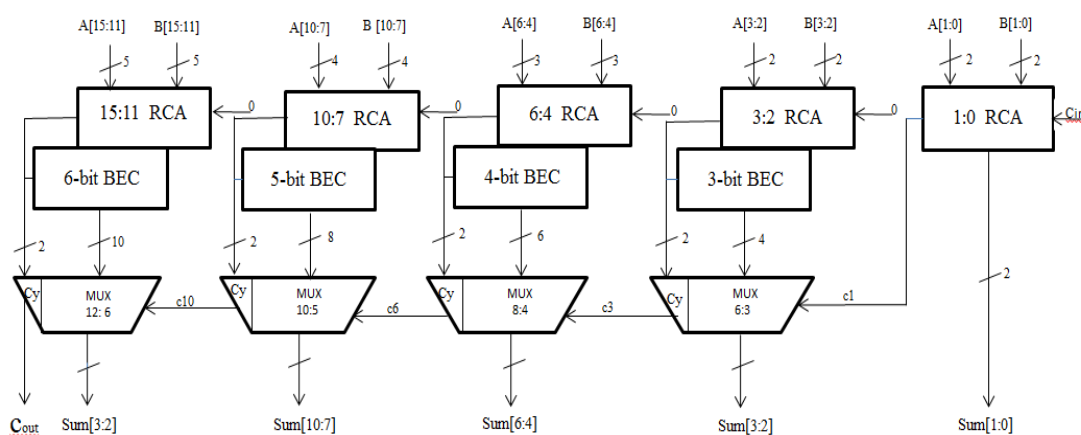 A[15:11] B[15:11] A[10:7] B [10:7] A[6:4] B[6:4] A[3:2] B[3:2] A[1:0] B[1:0]
5 5 4 4 3 3 2 2 2 2
15:11 RCA 0 10:7 RCA 0 6:4 RCA 0 3:2 RCA 0 1:0 RCA Cin
6-bit BEC 5-bit BEC 4-bit BEC 3-bit BEC
2 10 2 8 2 6 2 4 2
Cy MUX c10 Cy MUX c6 Cy MUX c3 Cy MUX c1
12: 6 10:5 8:4 6:3
Cout Sum[3:2] Sum[10:7] Sum[6:4] Sum[3:2] Sum[1:0]